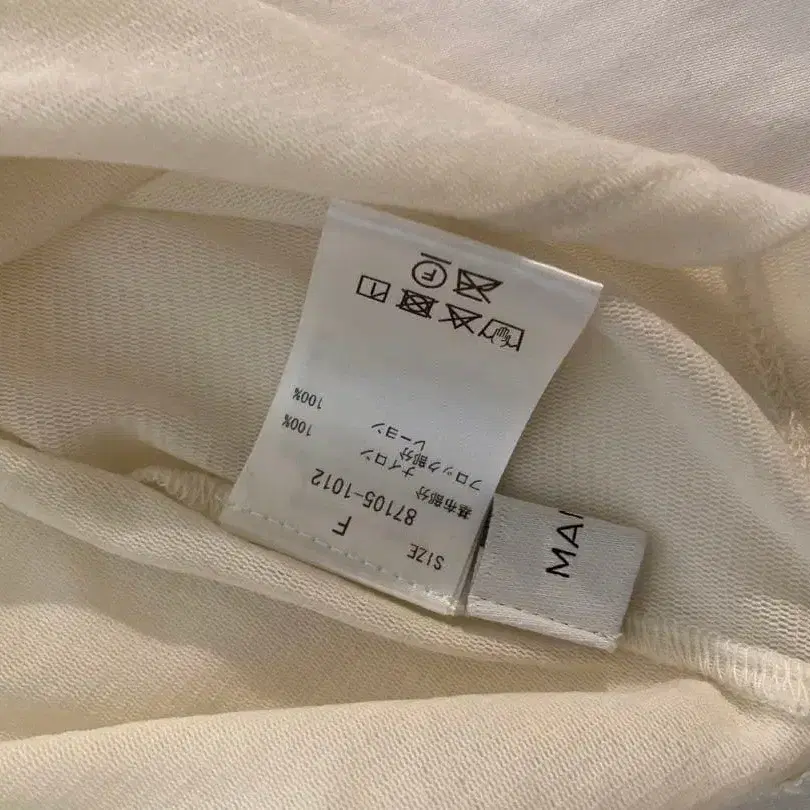 SIZE F
87105-1012
基布部分
ナイロン 100%
フロック部分
レーヨン 100%
F
MAI